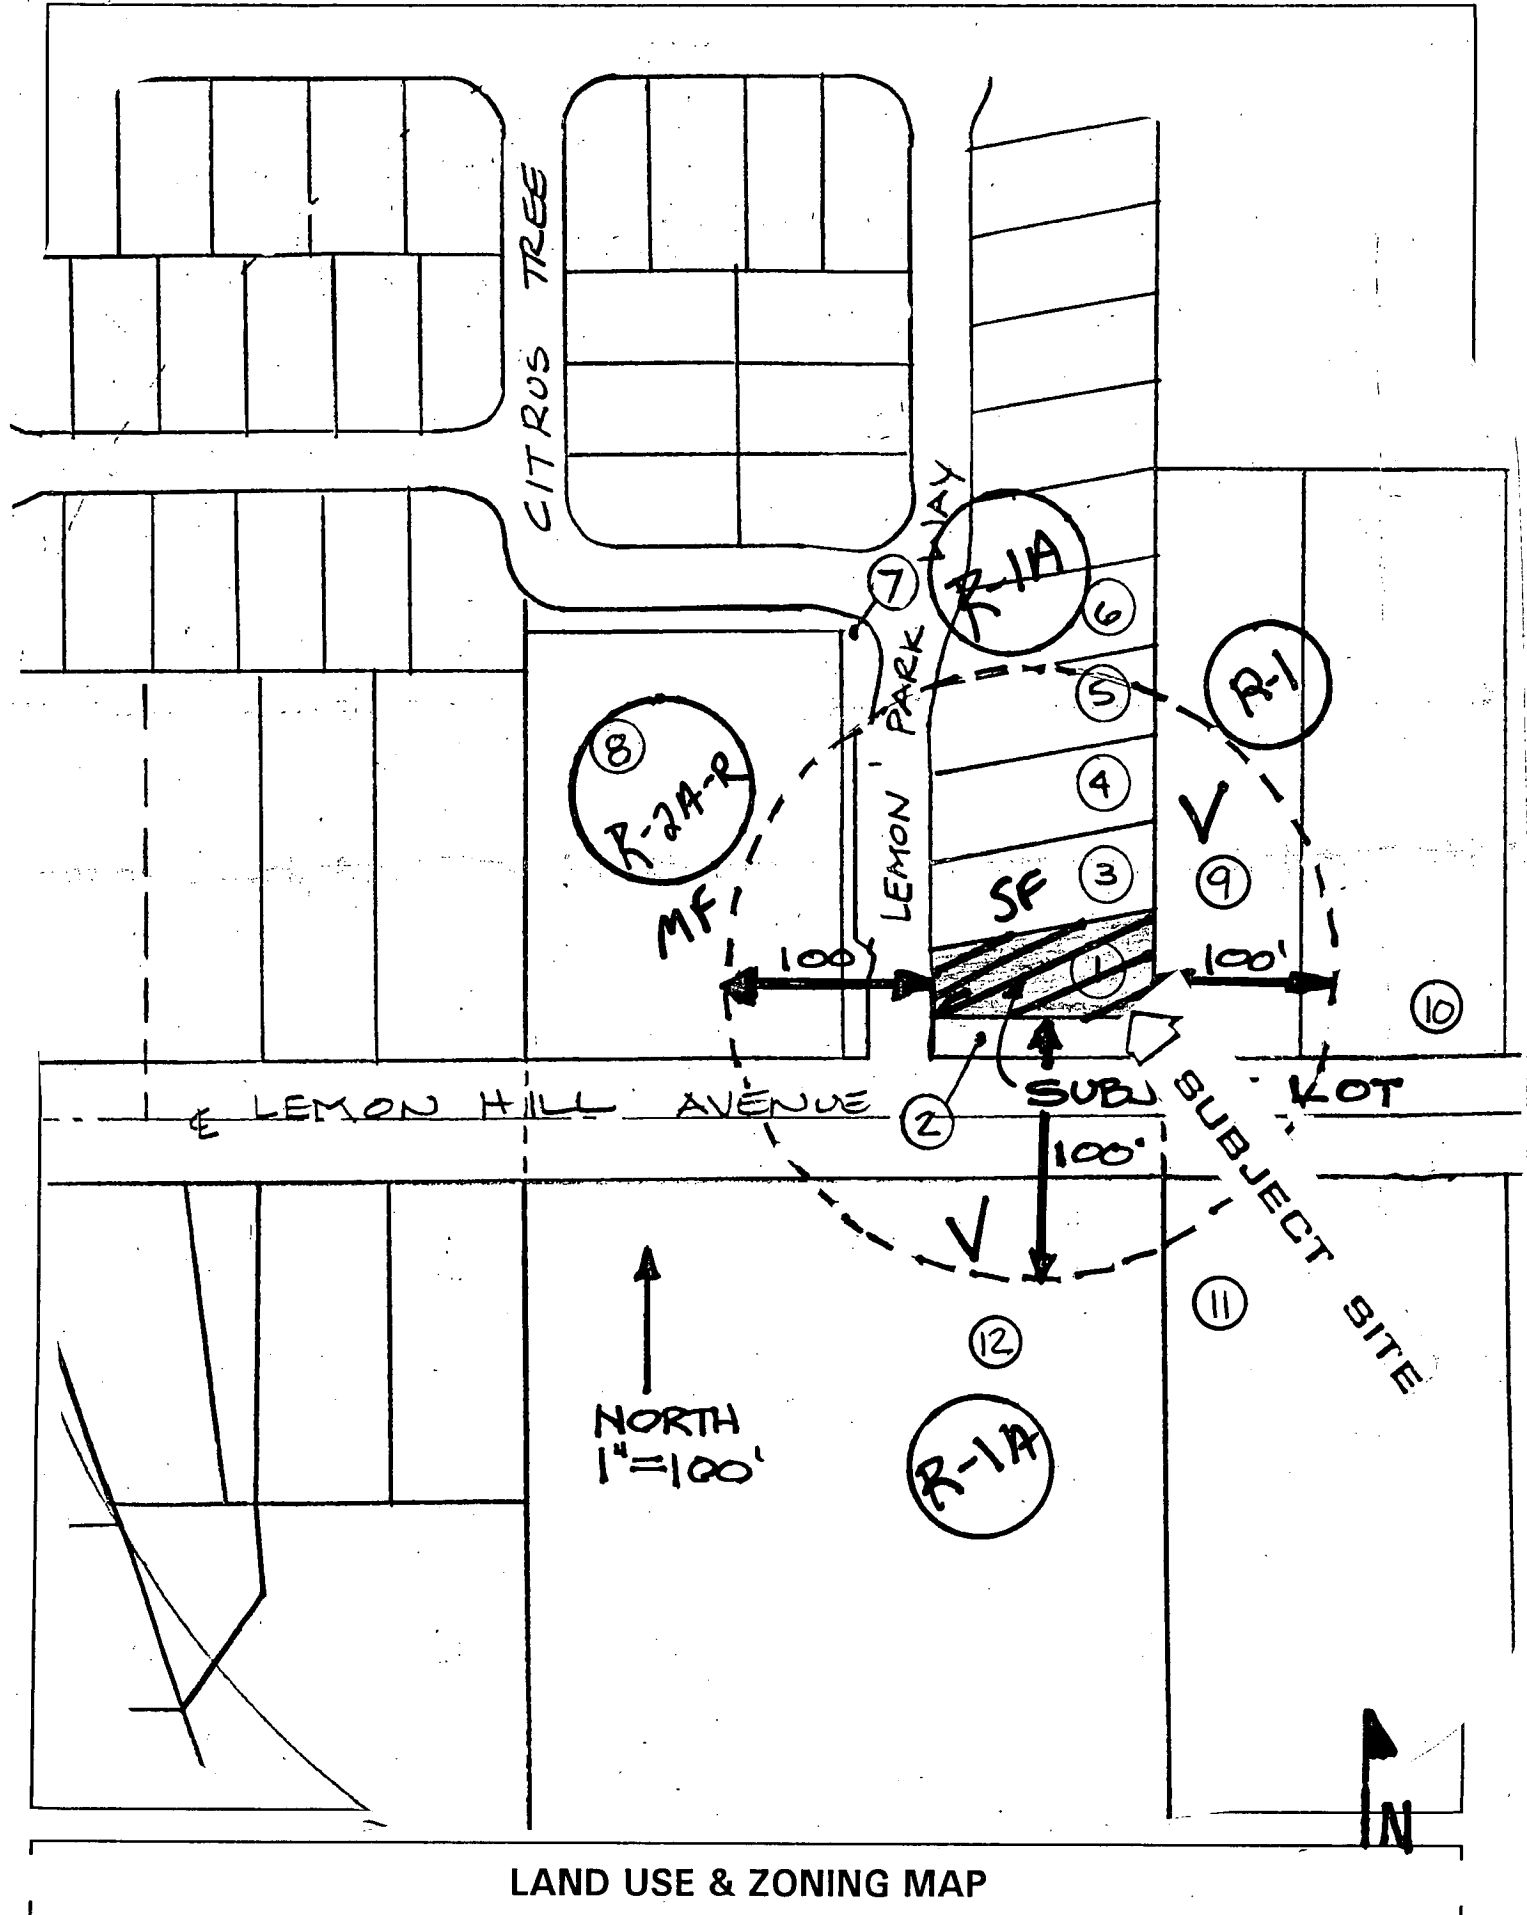 CITRUS TREE
LEMON PARK WAY
R-1A
7
6
R-1
5
8
R-2A-R
4
V
MF
3
9
SF
100'
1
100'
10
SUBJ LOT
℄ LEMON HILL AVENUE
2
100'
SUBJECT SITE
V
11
12
NORTH
1"=100'
R-1A
N
LAND USE & ZONING MAP